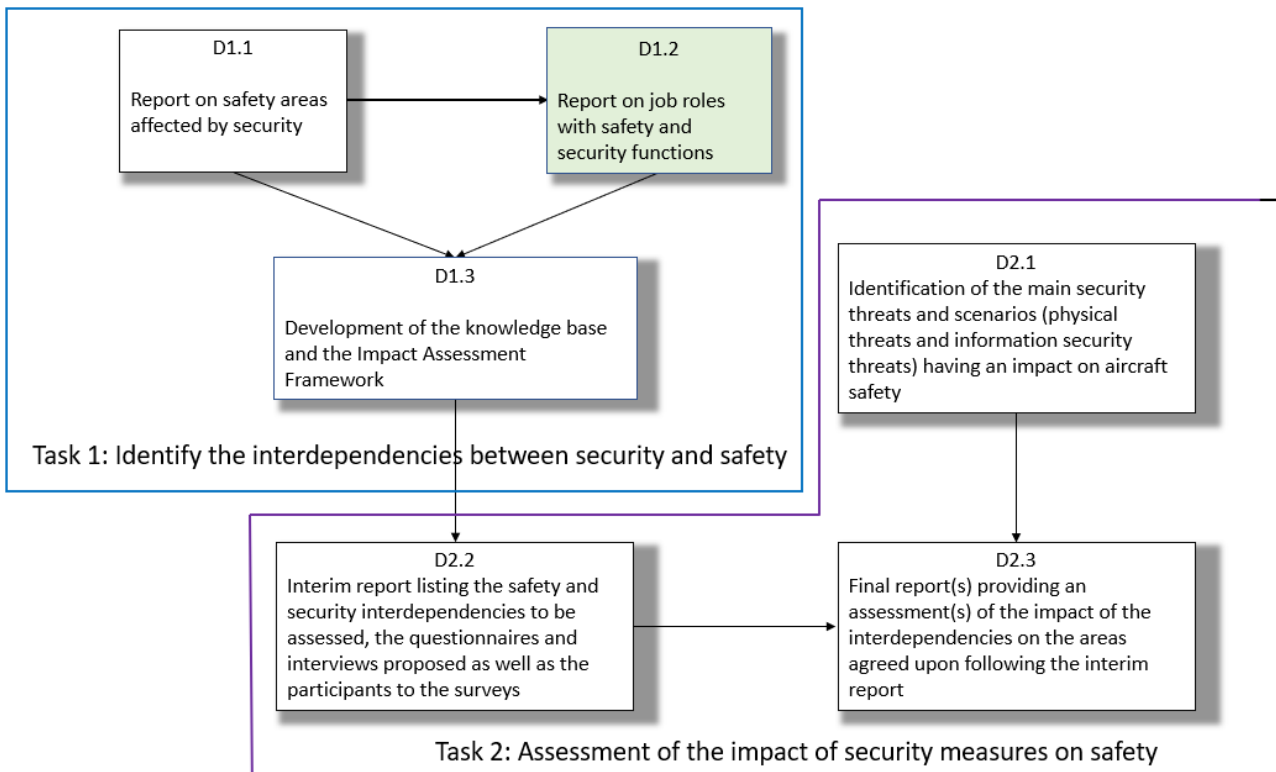 D1.1
Report on safety areas
affected by security
D1.2
Report on job roles
with safety and
security functions
D1.3
Development of the knowledge base
and the Impact Assessment
Framework
Task 1: Identify the interdependencies between security and safety
D2.1
Identification of the main security
threats and scenarios (physical
threats and information security
threats) having an impact on aircraft
safety
D2.2
Interim report listing the safety and
security interdependencies to be
assessed, the questionnaires and
interviews proposed as well as the
participants to the surveys
D2.3
Final report(s) providing an
assessment(s) of the impact of the
interdependencies on the areas
agreed upon following the interim
report
Task 2: Assessment of the impact of security measures on safety